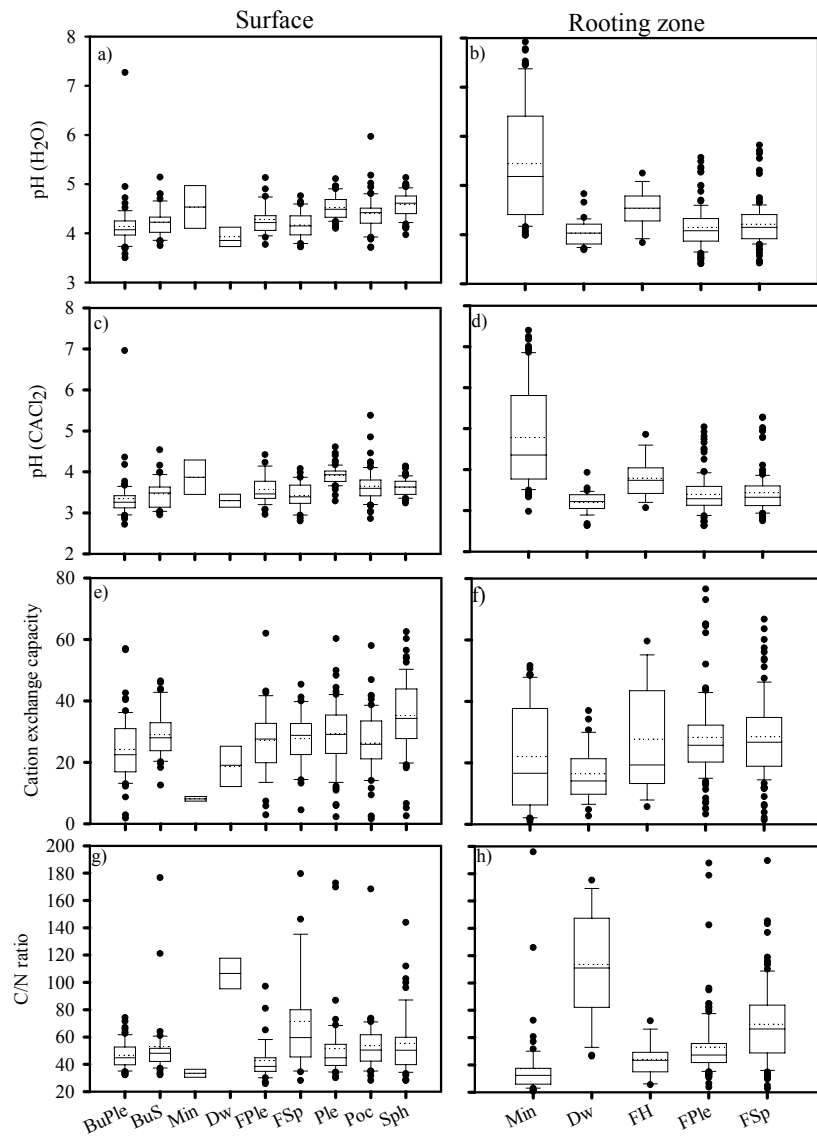 Surface
Rooting zone
a)
b)
8
7
6
5
4
3
pH (H2O)
c)
d)
8
7
6
5
4
3
2
pH (CACl2)
e)
f)
80
60
40
20
0
Cation exchange capacity
g)
h)
200
180
160
140
120
100
80
60
40
20
C/N ratio
BuPle
BuS
Min
Dw
FPle
FSp
Ple
Poc
Sph
Min
Dw
FH
FPle
FSp